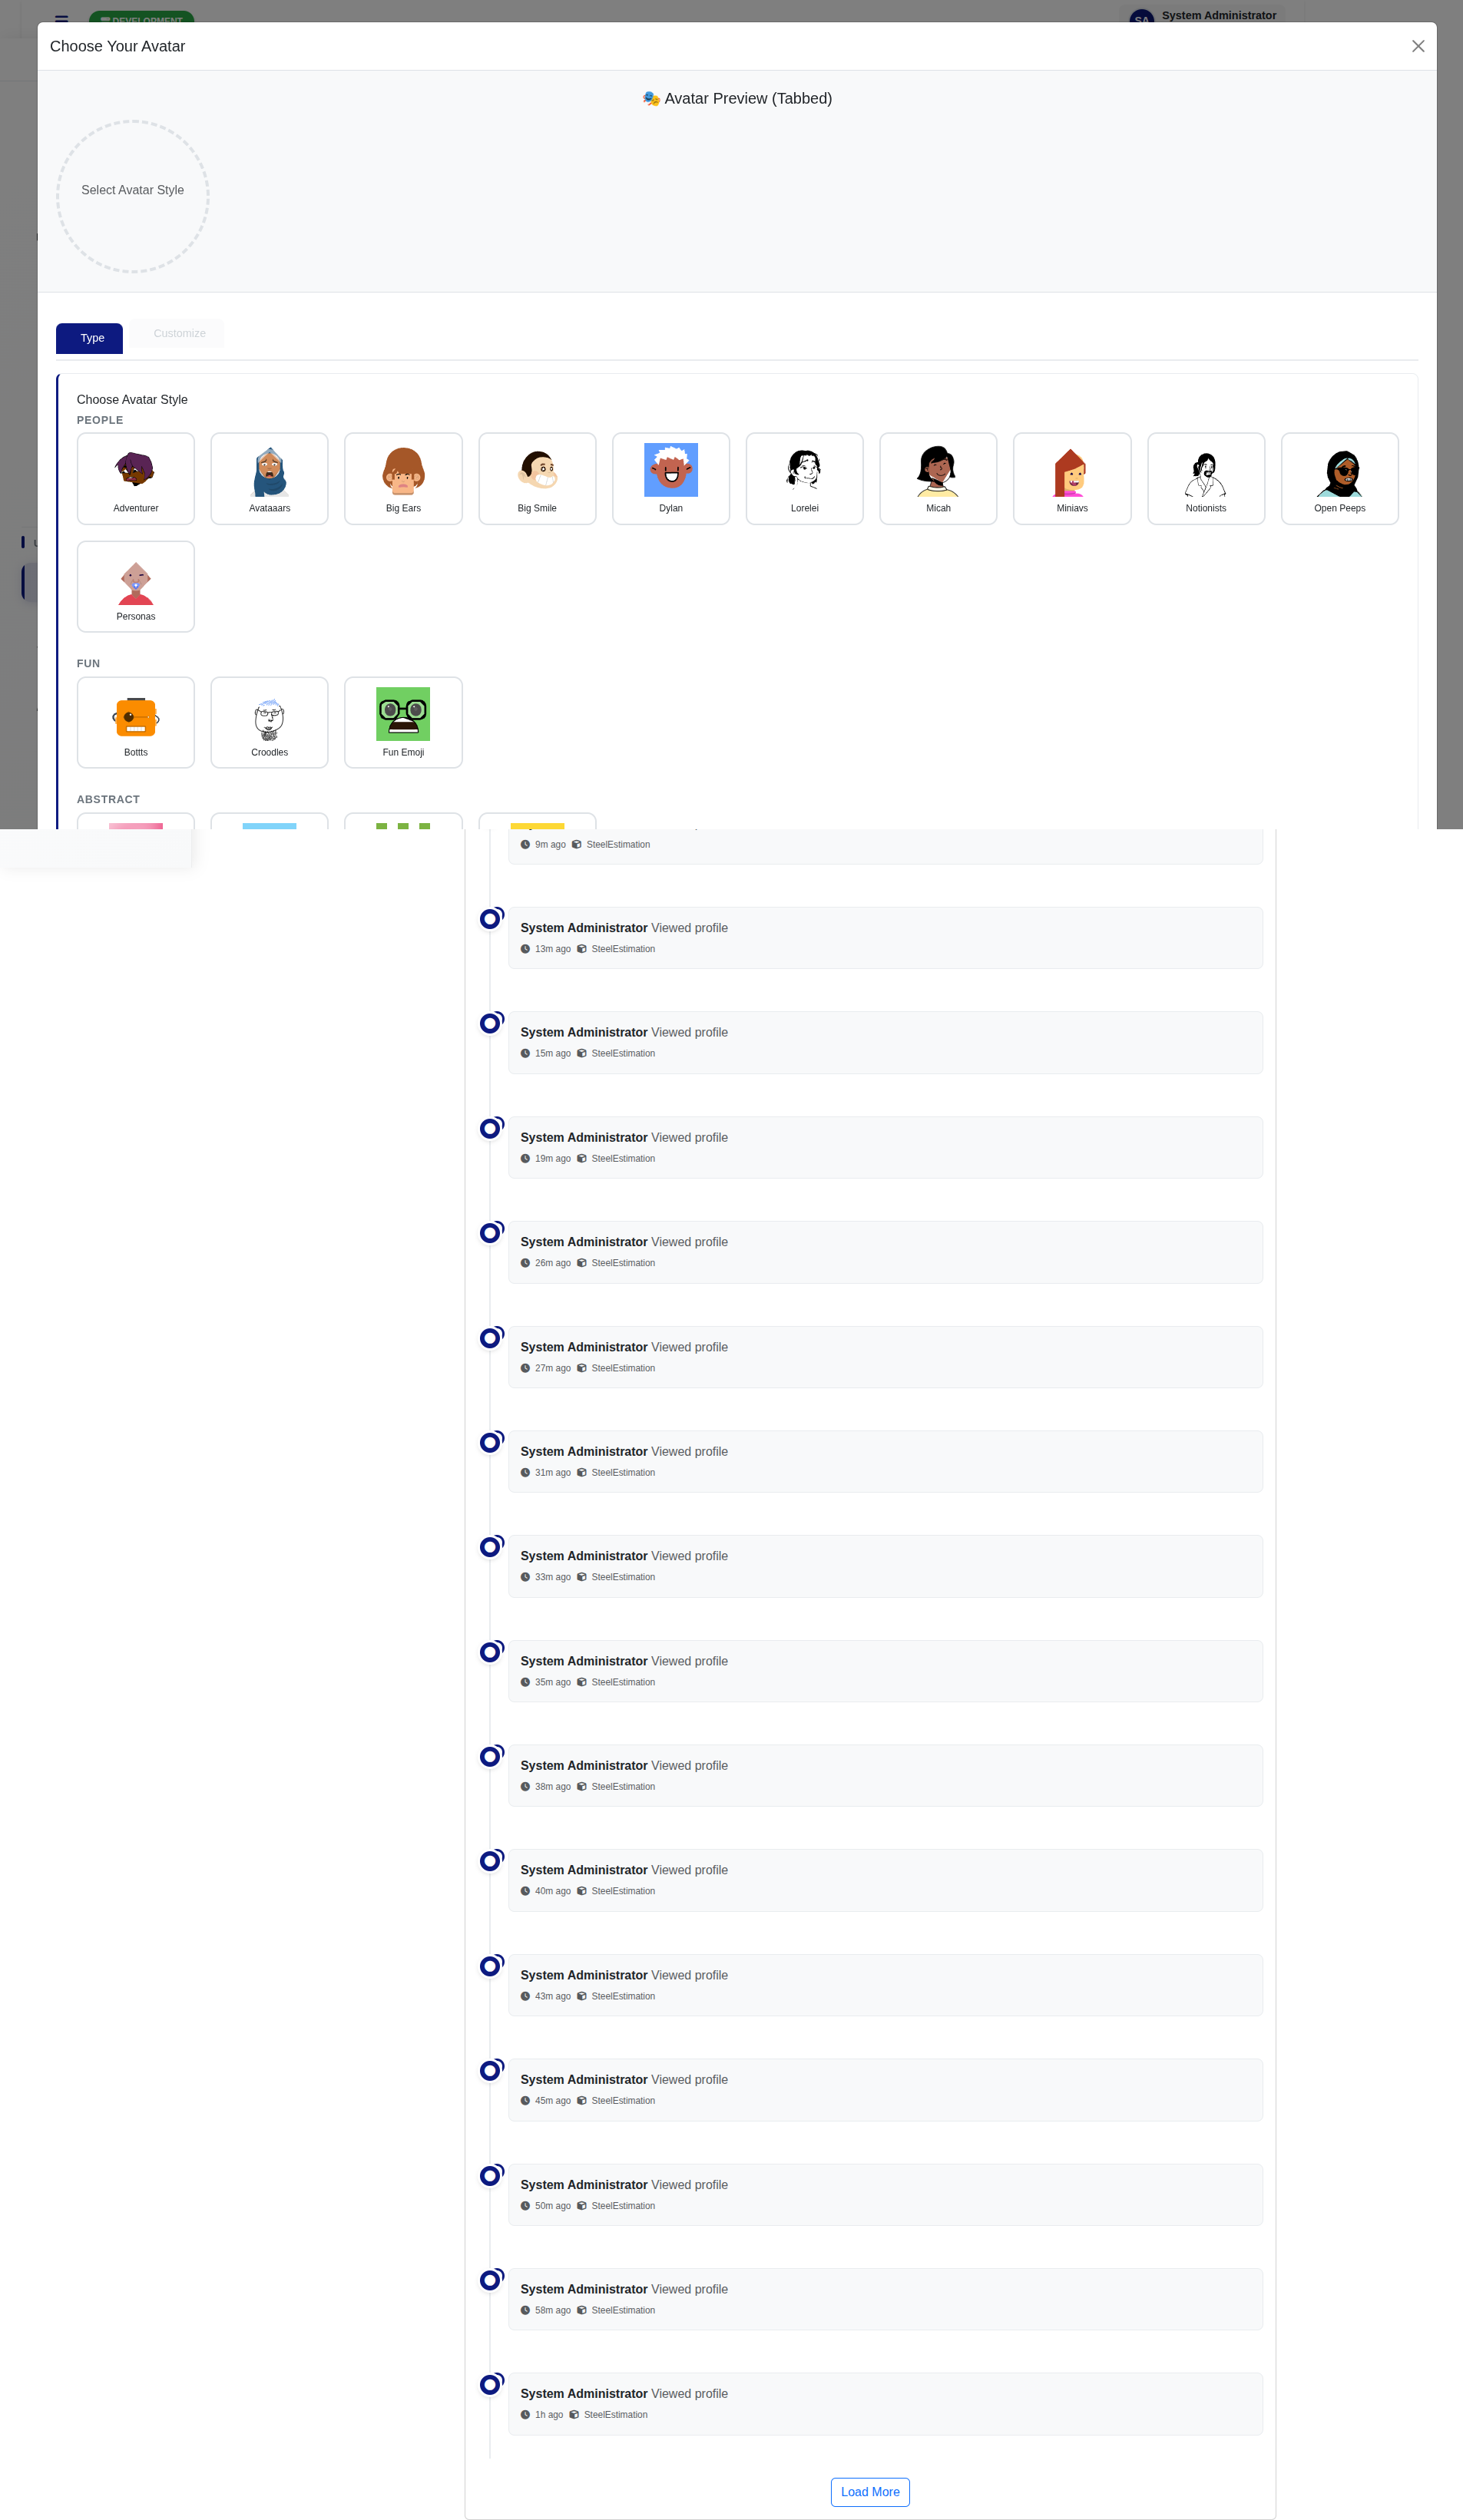 DEVELOPMENT
SA
System Administrator
Choose Your Avatar
🎭 Avatar Preview (Tabbed)
Select Avatar Style
Type
Customize
Choose Avatar Style
PEOPLE
Adventurer
Avataaars
Big Ears
Big Smile
Dylan
Lorelei
Micah
Miniavs
Notionists
Open Peeps
Personas
FUN
Bottts
Croodles
Fun Emoji
ABSTRACT
9m ago SteelEstimation
System Administrator Viewed profile
13m ago SteelEstimation
System Administrator Viewed profile
15m ago SteelEstimation
System Administrator Viewed profile
19m ago SteelEstimation
System Administrator Viewed profile
26m ago SteelEstimation
System Administrator Viewed profile
27m ago SteelEstimation
System Administrator Viewed profile
31m ago SteelEstimation
System Administrator Viewed profile
33m ago SteelEstimation
System Administrator Viewed profile
35m ago SteelEstimation
System Administrator Viewed profile
38m ago SteelEstimation
System Administrator Viewed profile
40m ago SteelEstimation
System Administrator Viewed profile
43m ago SteelEstimation
System Administrator Viewed profile
45m ago SteelEstimation
System Administrator Viewed profile
50m ago SteelEstimation
System Administrator Viewed profile
58m ago SteelEstimation
System Administrator Viewed profile
1h ago SteelEstimation
Load More